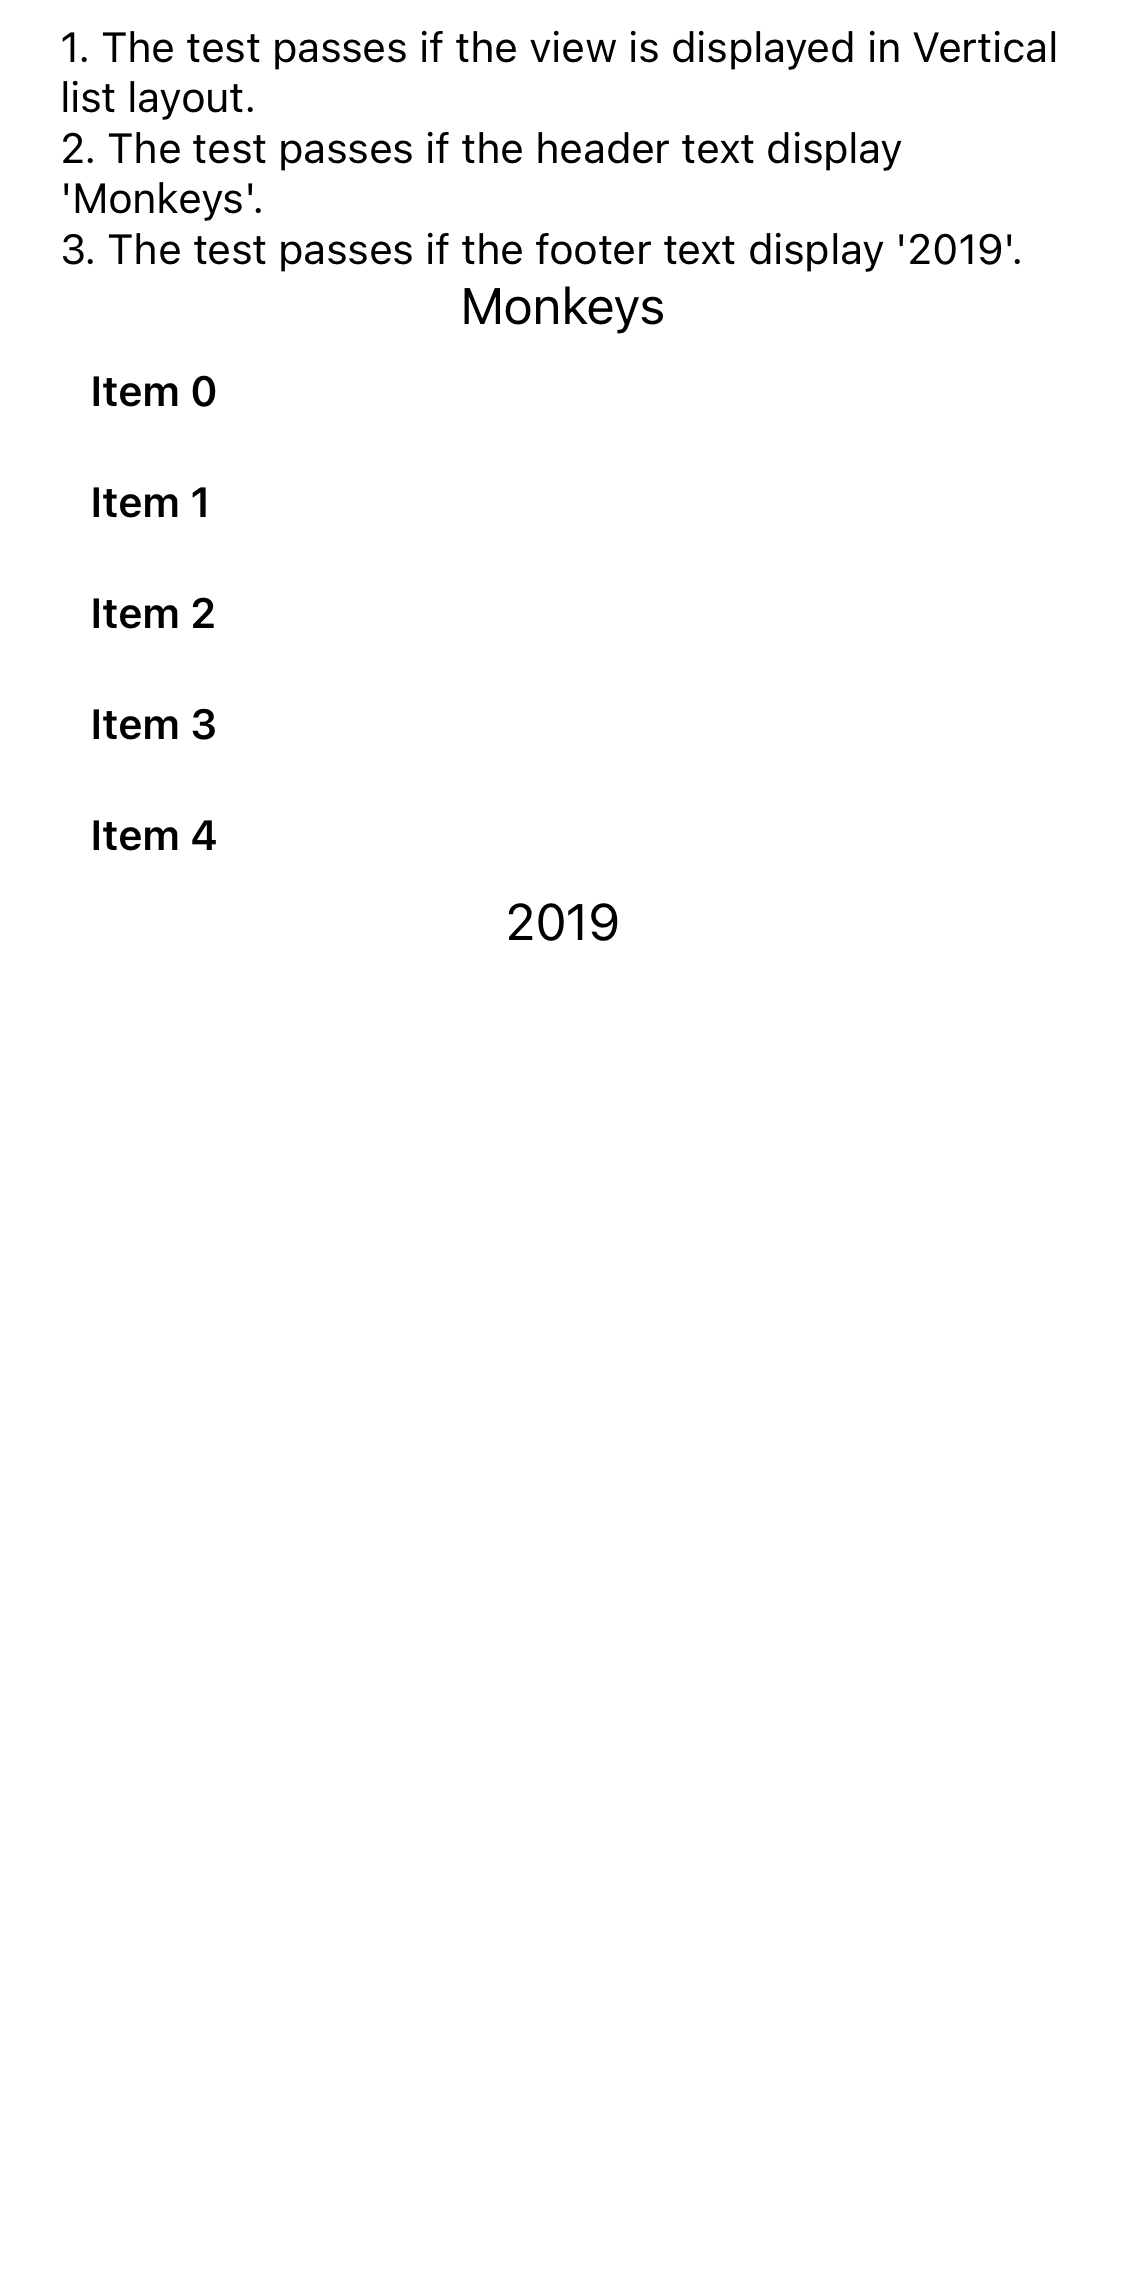 1. The test passes if the view is displayed in Vertical
list layout.
2. The test passes if the header text display
'Monkeys'.
3. The test passes if the footer text display '2019'.
Monkeys
Item 0
Item 1
Item 2
Item 3
Item 4
2019